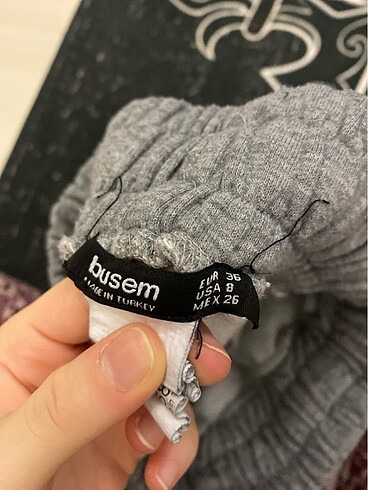 busem
MADE IN TURKEY
EUR 36
USA 8
MEX 26